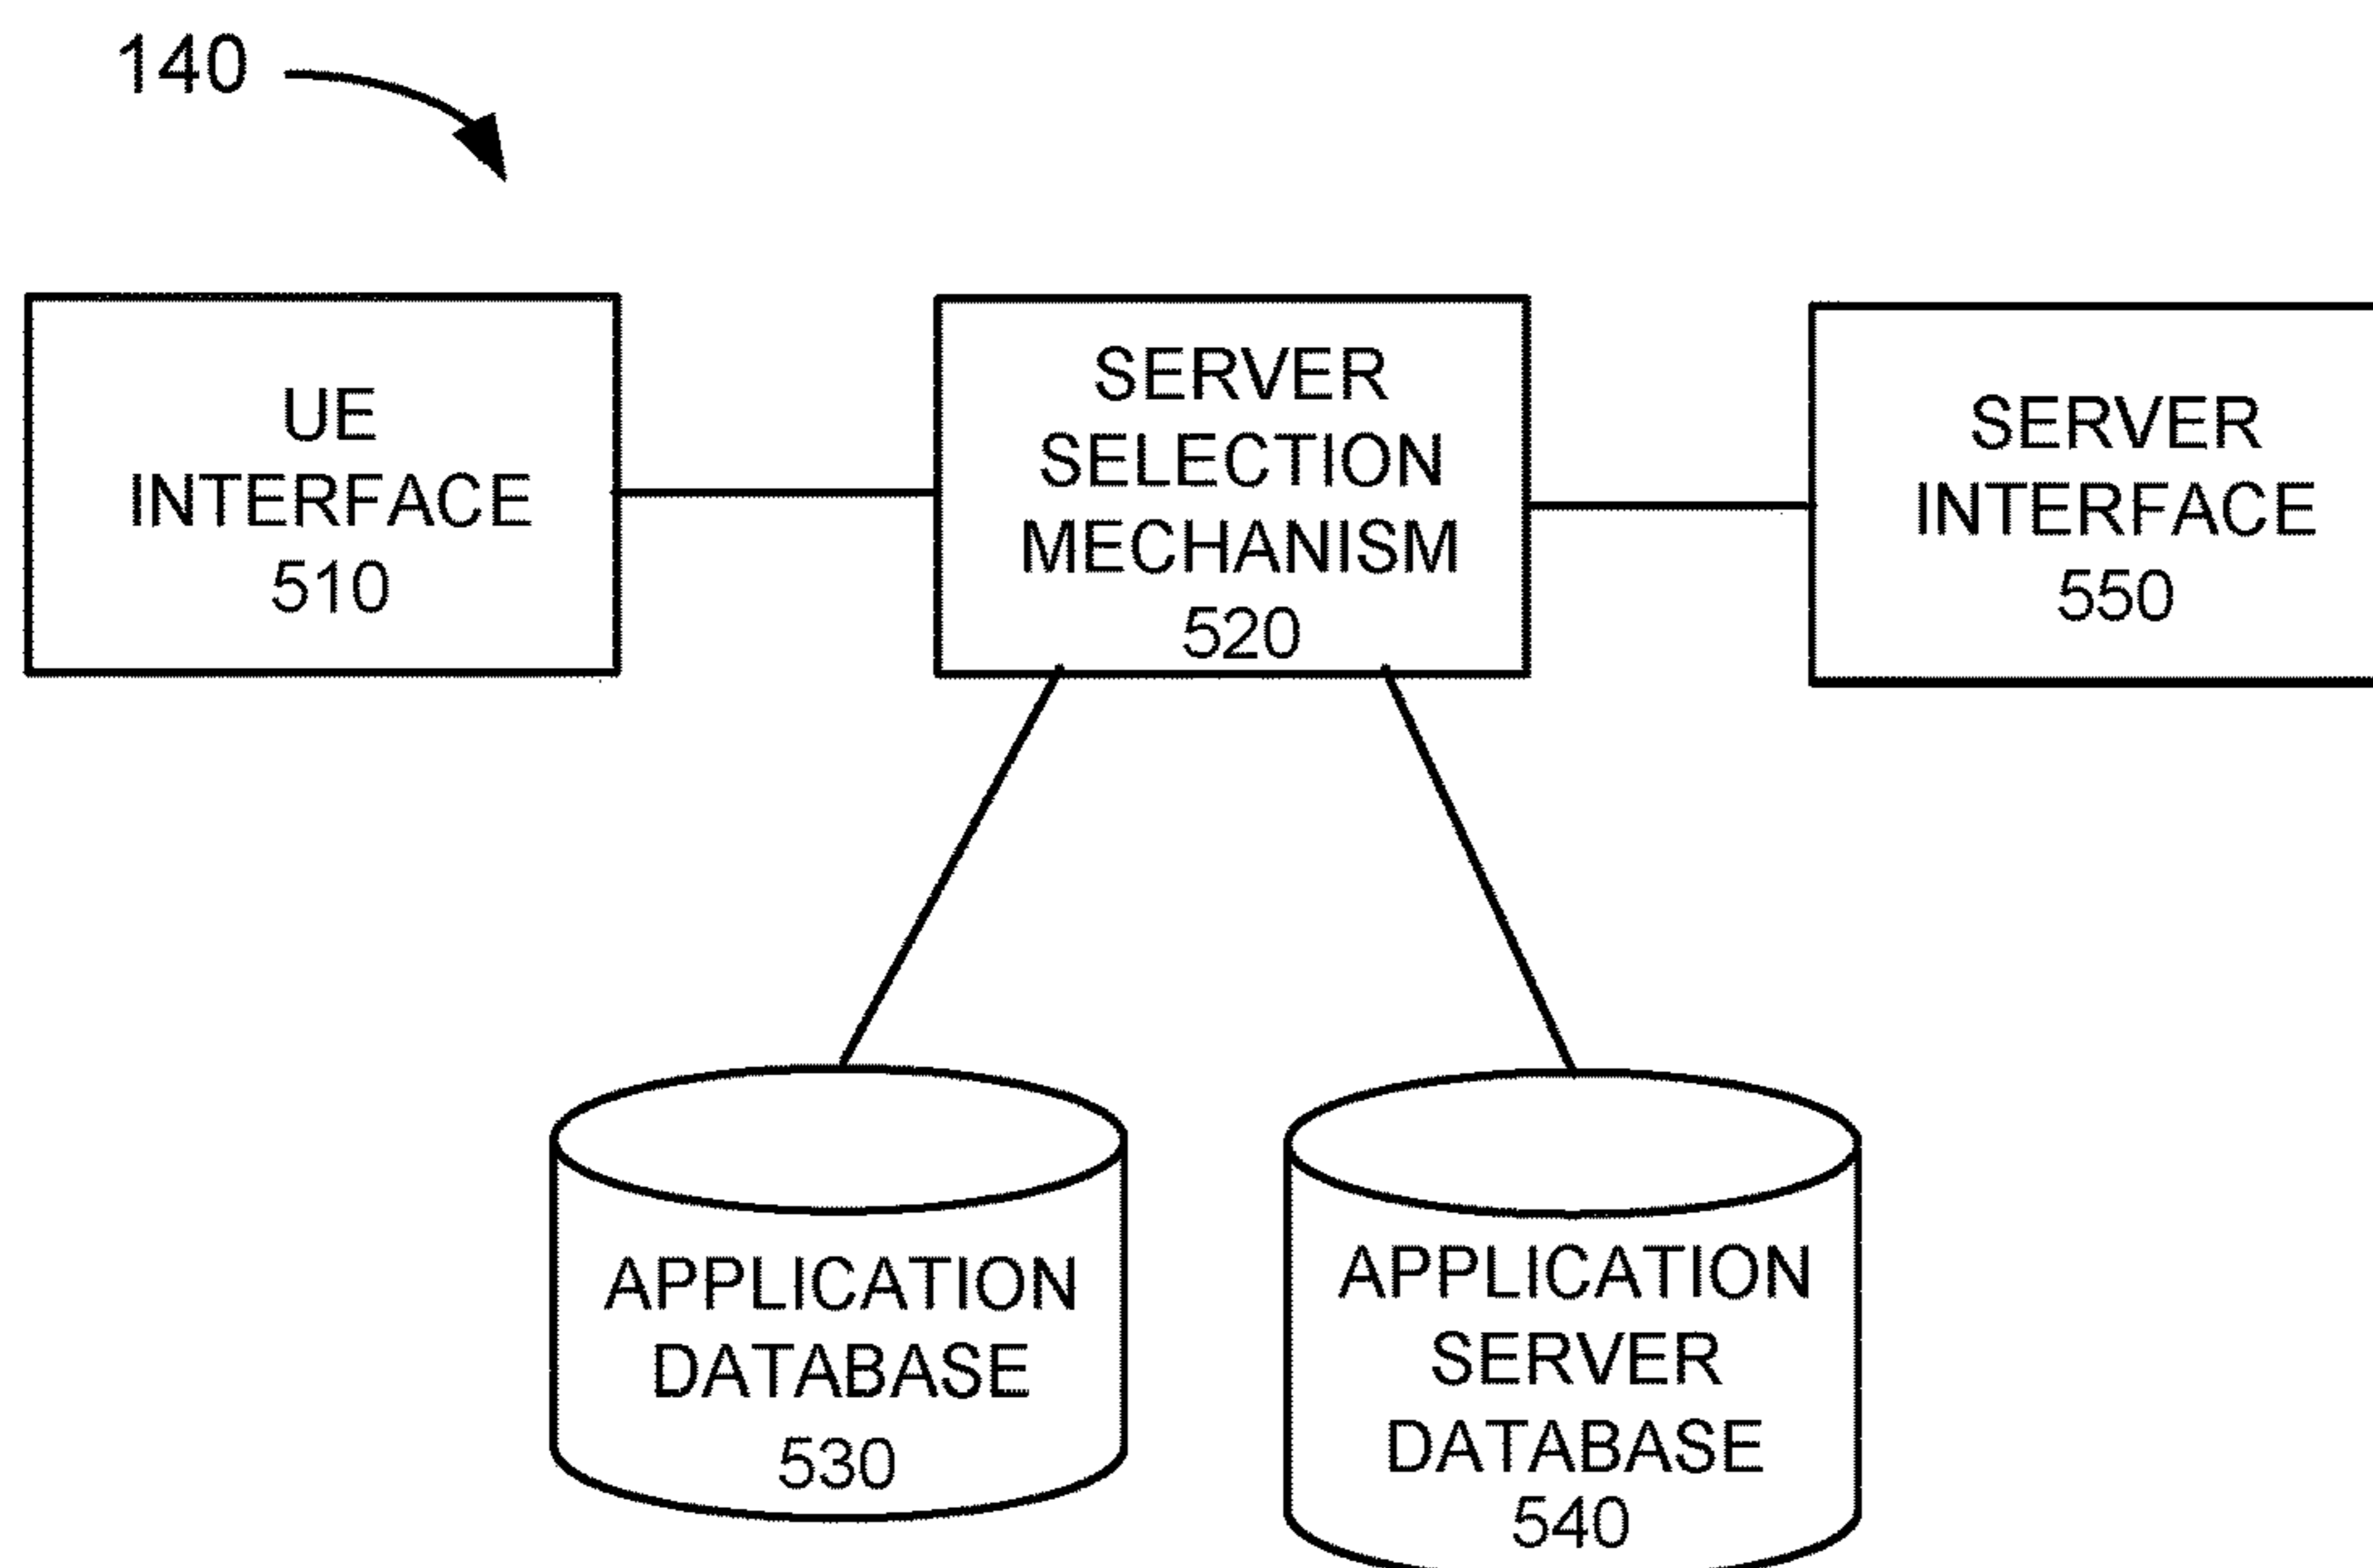 140
UE
INTERFACE
510
SERVER
SELECTION
MECHANISM
520
SERVER
INTERFACE
550
APPLICATION
DATABASE
530
APPLICATION
SERVER
DATABASE
540